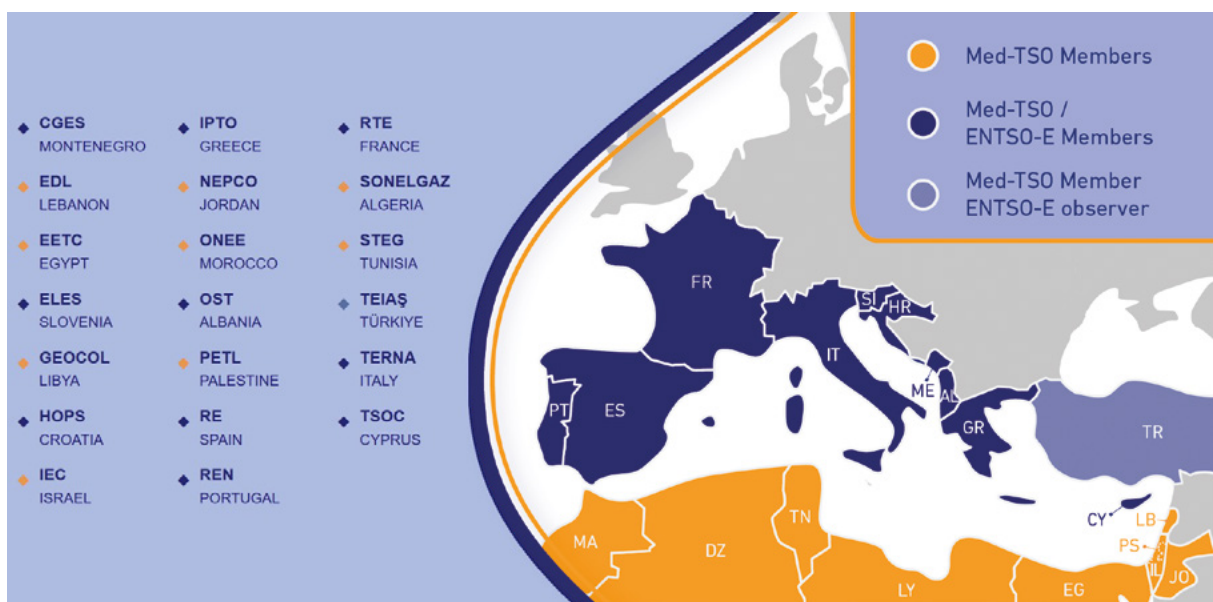 CGES
MONTENEGRO
EDL
LEBANON
EETC
EGYPT
ELES
SLOVENIA
GEOCOL
LIBYA
HOPS
CROATIA
IEC
ISRAEL
IPTO
GREECE
NEPCO
JORDAN
ONEE
MOROCCO
OST
ALBANIA
PETL
PALESTINE
RE
SPAIN
REN
PORTUGAL
RTE
FRANCE
SONELGAZ
ALGERIA
STEG
TUNISIA
TEIAŞ
TÜRKİYE
TERNA
ITALY
TSOC
CYPRUS
Med-TSO Members
Med-TSO /
ENTSO-E Members
Med-TSO Member
ENTSO-E observer
FR
SI
HR
IT
ME
AL
PT
ES
GR
TR
CY
LB
PS
IL
JO
MA
DZ
TN
LY
EG